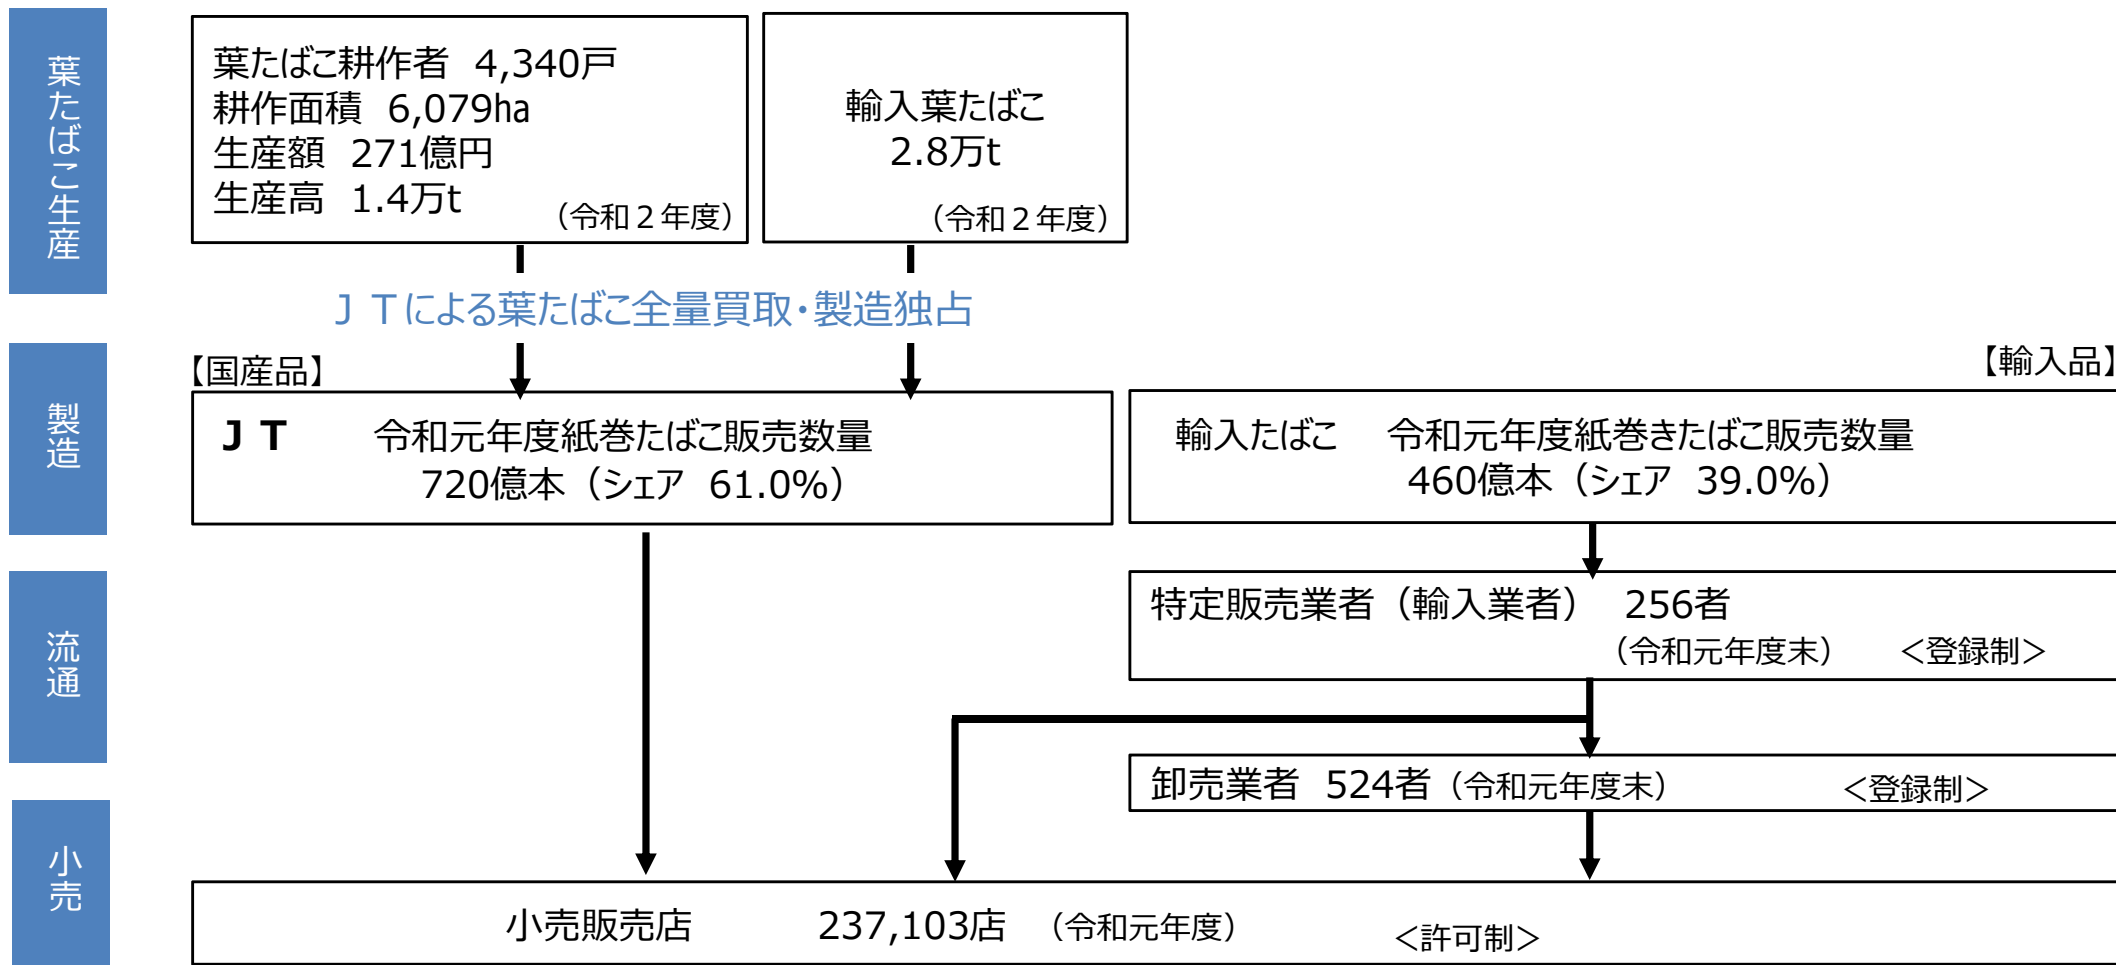 葉たばこ生産
葉たばこ耕作者 4,340戸
耕作面積 6,079ha
生産額 271億円
生産高 1.4万t
（令和２年度）
輸入葉たばこ
2.8万t
（令和２年度）
ＪＴによる葉たばこ全量買取・製造独占
製造
【国産品】
【輸入品】
ＪＴ 令和元年度紙巻たばこ販売数量
720億本（シェア 61.0%）
輸入たばこ 令和元年度紙巻きたばこ販売数量
460億本（シェア 39.0%）
流通
特定販売業者（輸入業者） 256者
（令和元年度末） ＜登録制＞
卸売業者 524者（令和元年度末） ＜登録制＞
小売
小売販売店 237,103店 （令和元年度） ＜許可制＞